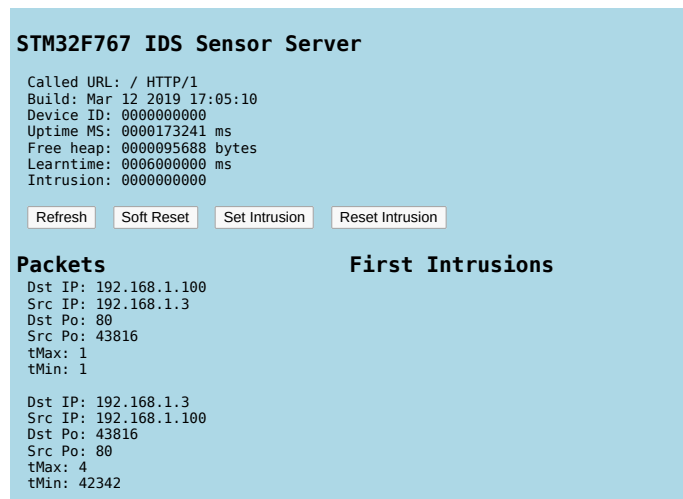 STM32F767 IDS Sensor Server
Called URL: / HTTP/1
Build: Mar 12 2019 17:05:10
Device ID: 0000000000
Uptime MS: 0000173241 ms
Free heap: 0000095688 bytes
Learntime: 0006000000 ms
Intrusion: 0000000000
Refresh Soft Reset Set Intrusion Reset Intrusion
Packets
Dst IP: 192.168.1.100
Src IP: 192.168.1.3
Dst Po: 80
Src Po: 43816
tMax: 1
tMin: 1
Dst IP: 192.168.1.3
Src IP: 192.168.1.100
Dst Po: 43816
Src Po: 80
tMax: 4
tMin: 42342
First Intrusions